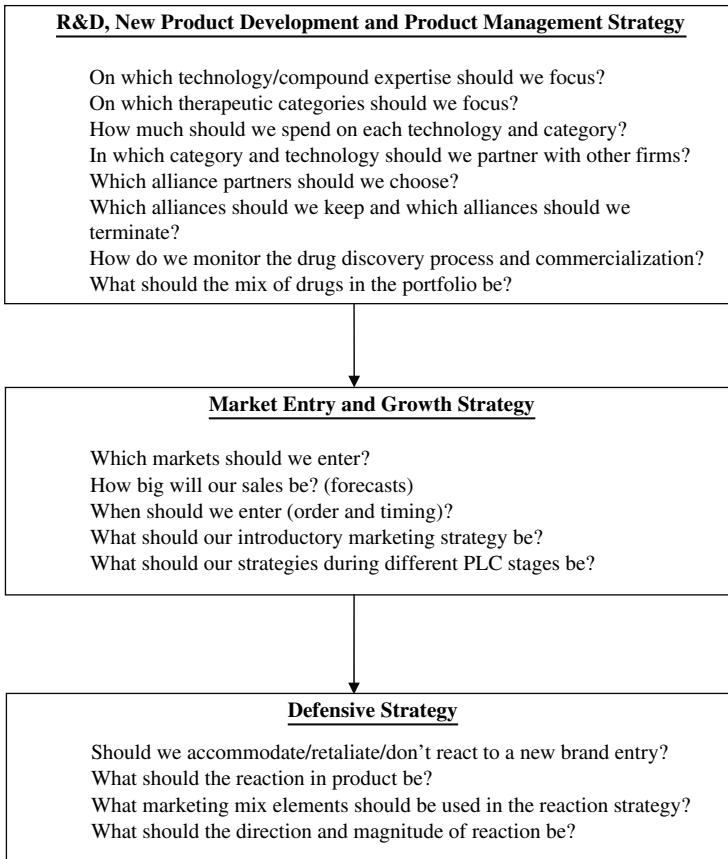 R&D, New Product Development and Product Management Strategy
On which technology/compound expertise should we focus?
On which therapeutic categories should we focus?
How much should we spend on each technology and category?
In which category and technology should we partner with other firms?
Which alliance partners should we choose?
Which alliances should we keep and which alliances should we
terminate?
How do we monitor the drug discovery process and commercialization?
What should the mix of drugs in the portfolio be?
Market Entry and Growth Strategy
Which markets should we enter?
How big will our sales be? (forecasts)
When should we enter (order and timing)?
What should our introductory marketing strategy be?
What should our strategies during different PLC stages be?
Defensive Strategy
Should we accommodate/retaliate/don’t react to a new brand entry?
What should the reaction in product be?
What marketing mix elements should be used in the reaction strategy?
What should the direction and magnitude of reaction be?